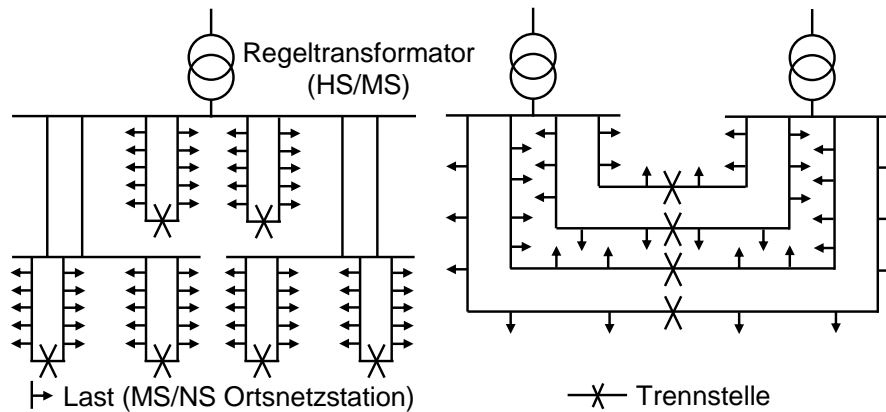 Regeltransformator
(HS/MS)
Last (MS/NS Ortsnetzstation)
Trennstelle